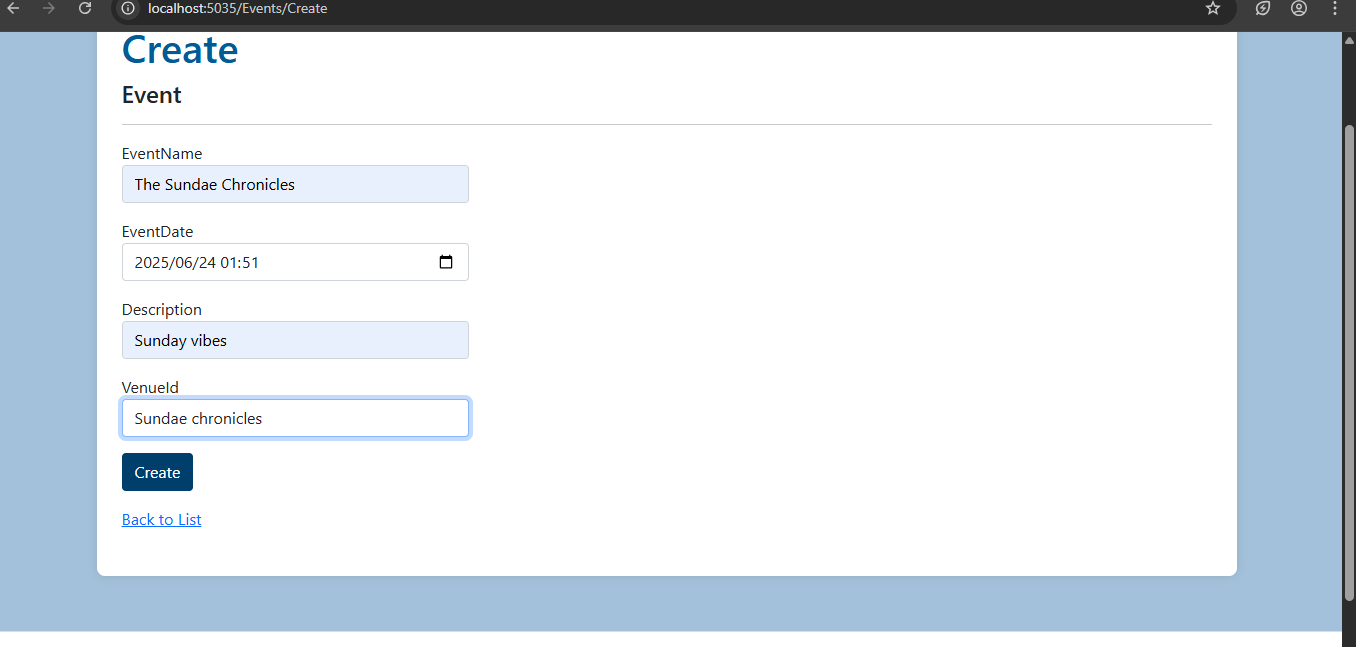 localhost:5035/Events/Create
Create
Event
EventName
The Sundae Chronicles
EventDate
2025/06/24 01:51
Description
Sunday vibes
VenueId
Sundae chronicles
Create
Back to List